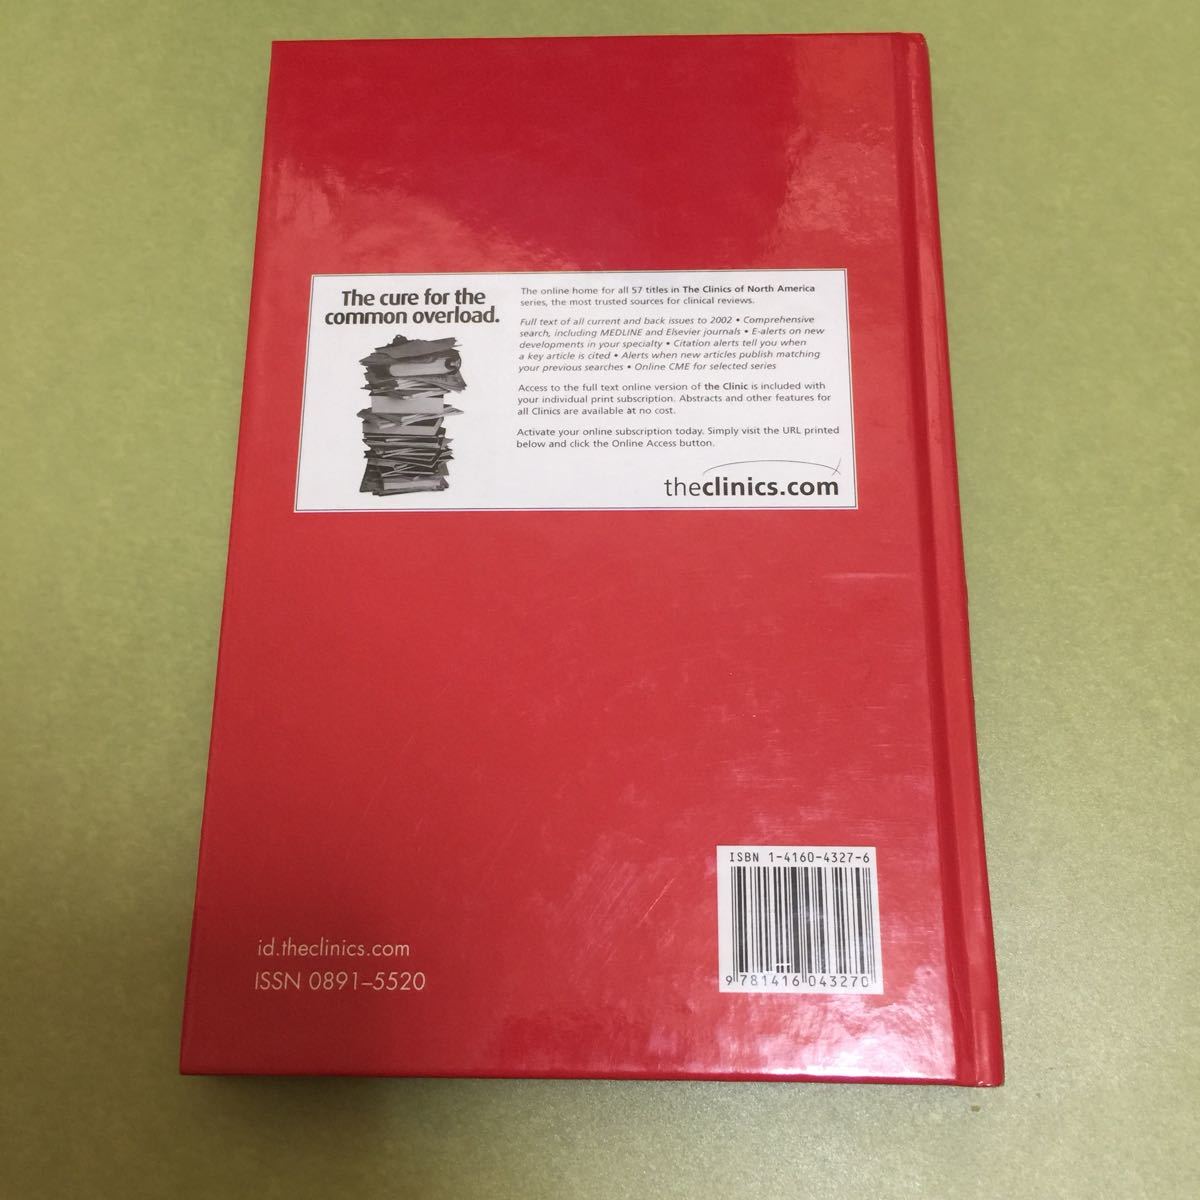 The cure for the
common overload.
The online home for all 57 titles in The Clinics of North America
series, the most trusted sources for clinical reviews.
Full text of all current and back issues to 2002 • Comprehensive
search, including MEDLINE and Elsevier journals • E-alerts on new
developments in your specialty • Citation alerts tell you when
a key article is cited • Alerts when new articles publish matching
your previous searches • Online CME for selected series
Access to the full text online version of the Clinic is included with
your individual print subscription. Abstracts and other features for
all Clinics are available at no cost.
Activate your online subscription today. Simply visit the URL printed
below and click the Online Access button.
theclinics.com
ISBN 1-4160-4327-6
9 781416 043270
id.theclinics.com
ISSN 0891–5520